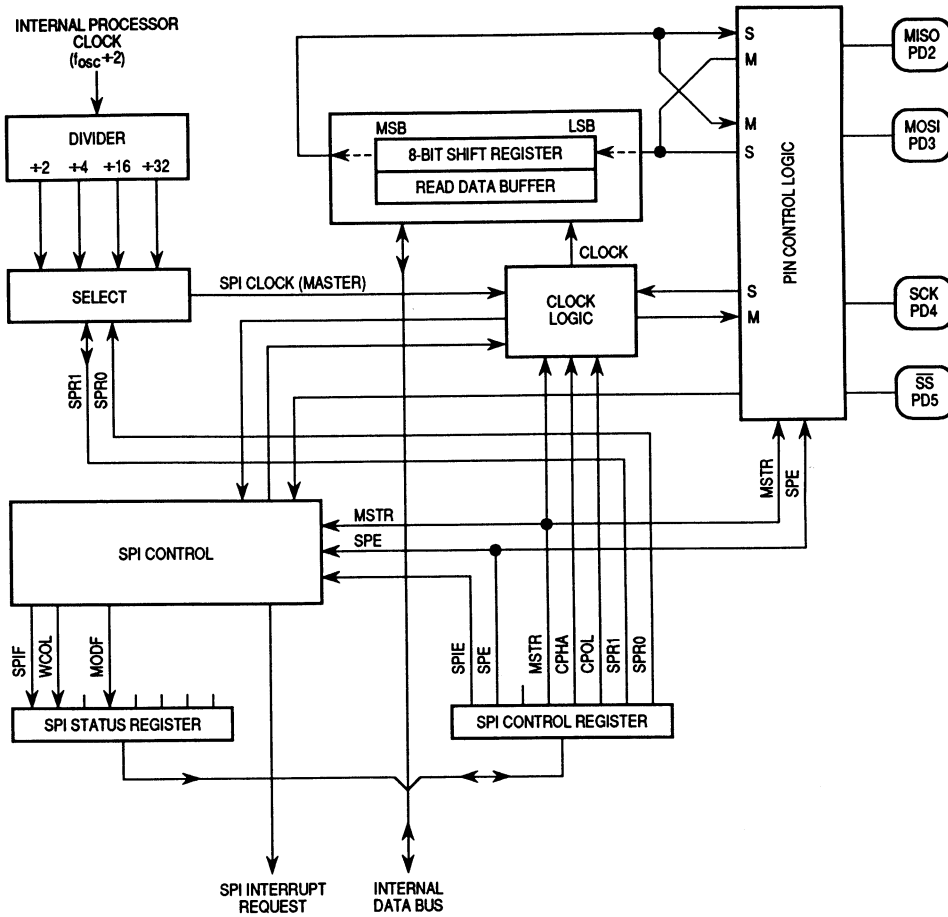 INTERNAL PROCESSOR
CLOCK
(fosc÷2)
DIVIDER
÷2 ÷4 ÷16 ÷32
SELECT
SPR1
SPR0
SPI CLOCK (MASTER)
MSB LSB
8-BIT SHIFT REGISTER
READ DATA BUFFER
CLOCK
CLOCK
LOGIC
S
M
M
S
S
M
PIN CONTROL LOGIC
MISO
PD2
MOSI
PD3
SCK
PD4
SS
PD5
MSTR
SPE
SPI CONTROL
MSTR
SPE
SPIF
WCOL
MODF
SPI STATUS REGISTER
SPIE
SPE
MSTR
CPHA
CPOL
SPR1
SPR0
SPI CONTROL REGISTER
SPI INTERRUPT
REQUEST
INTERNAL
DATA BUS